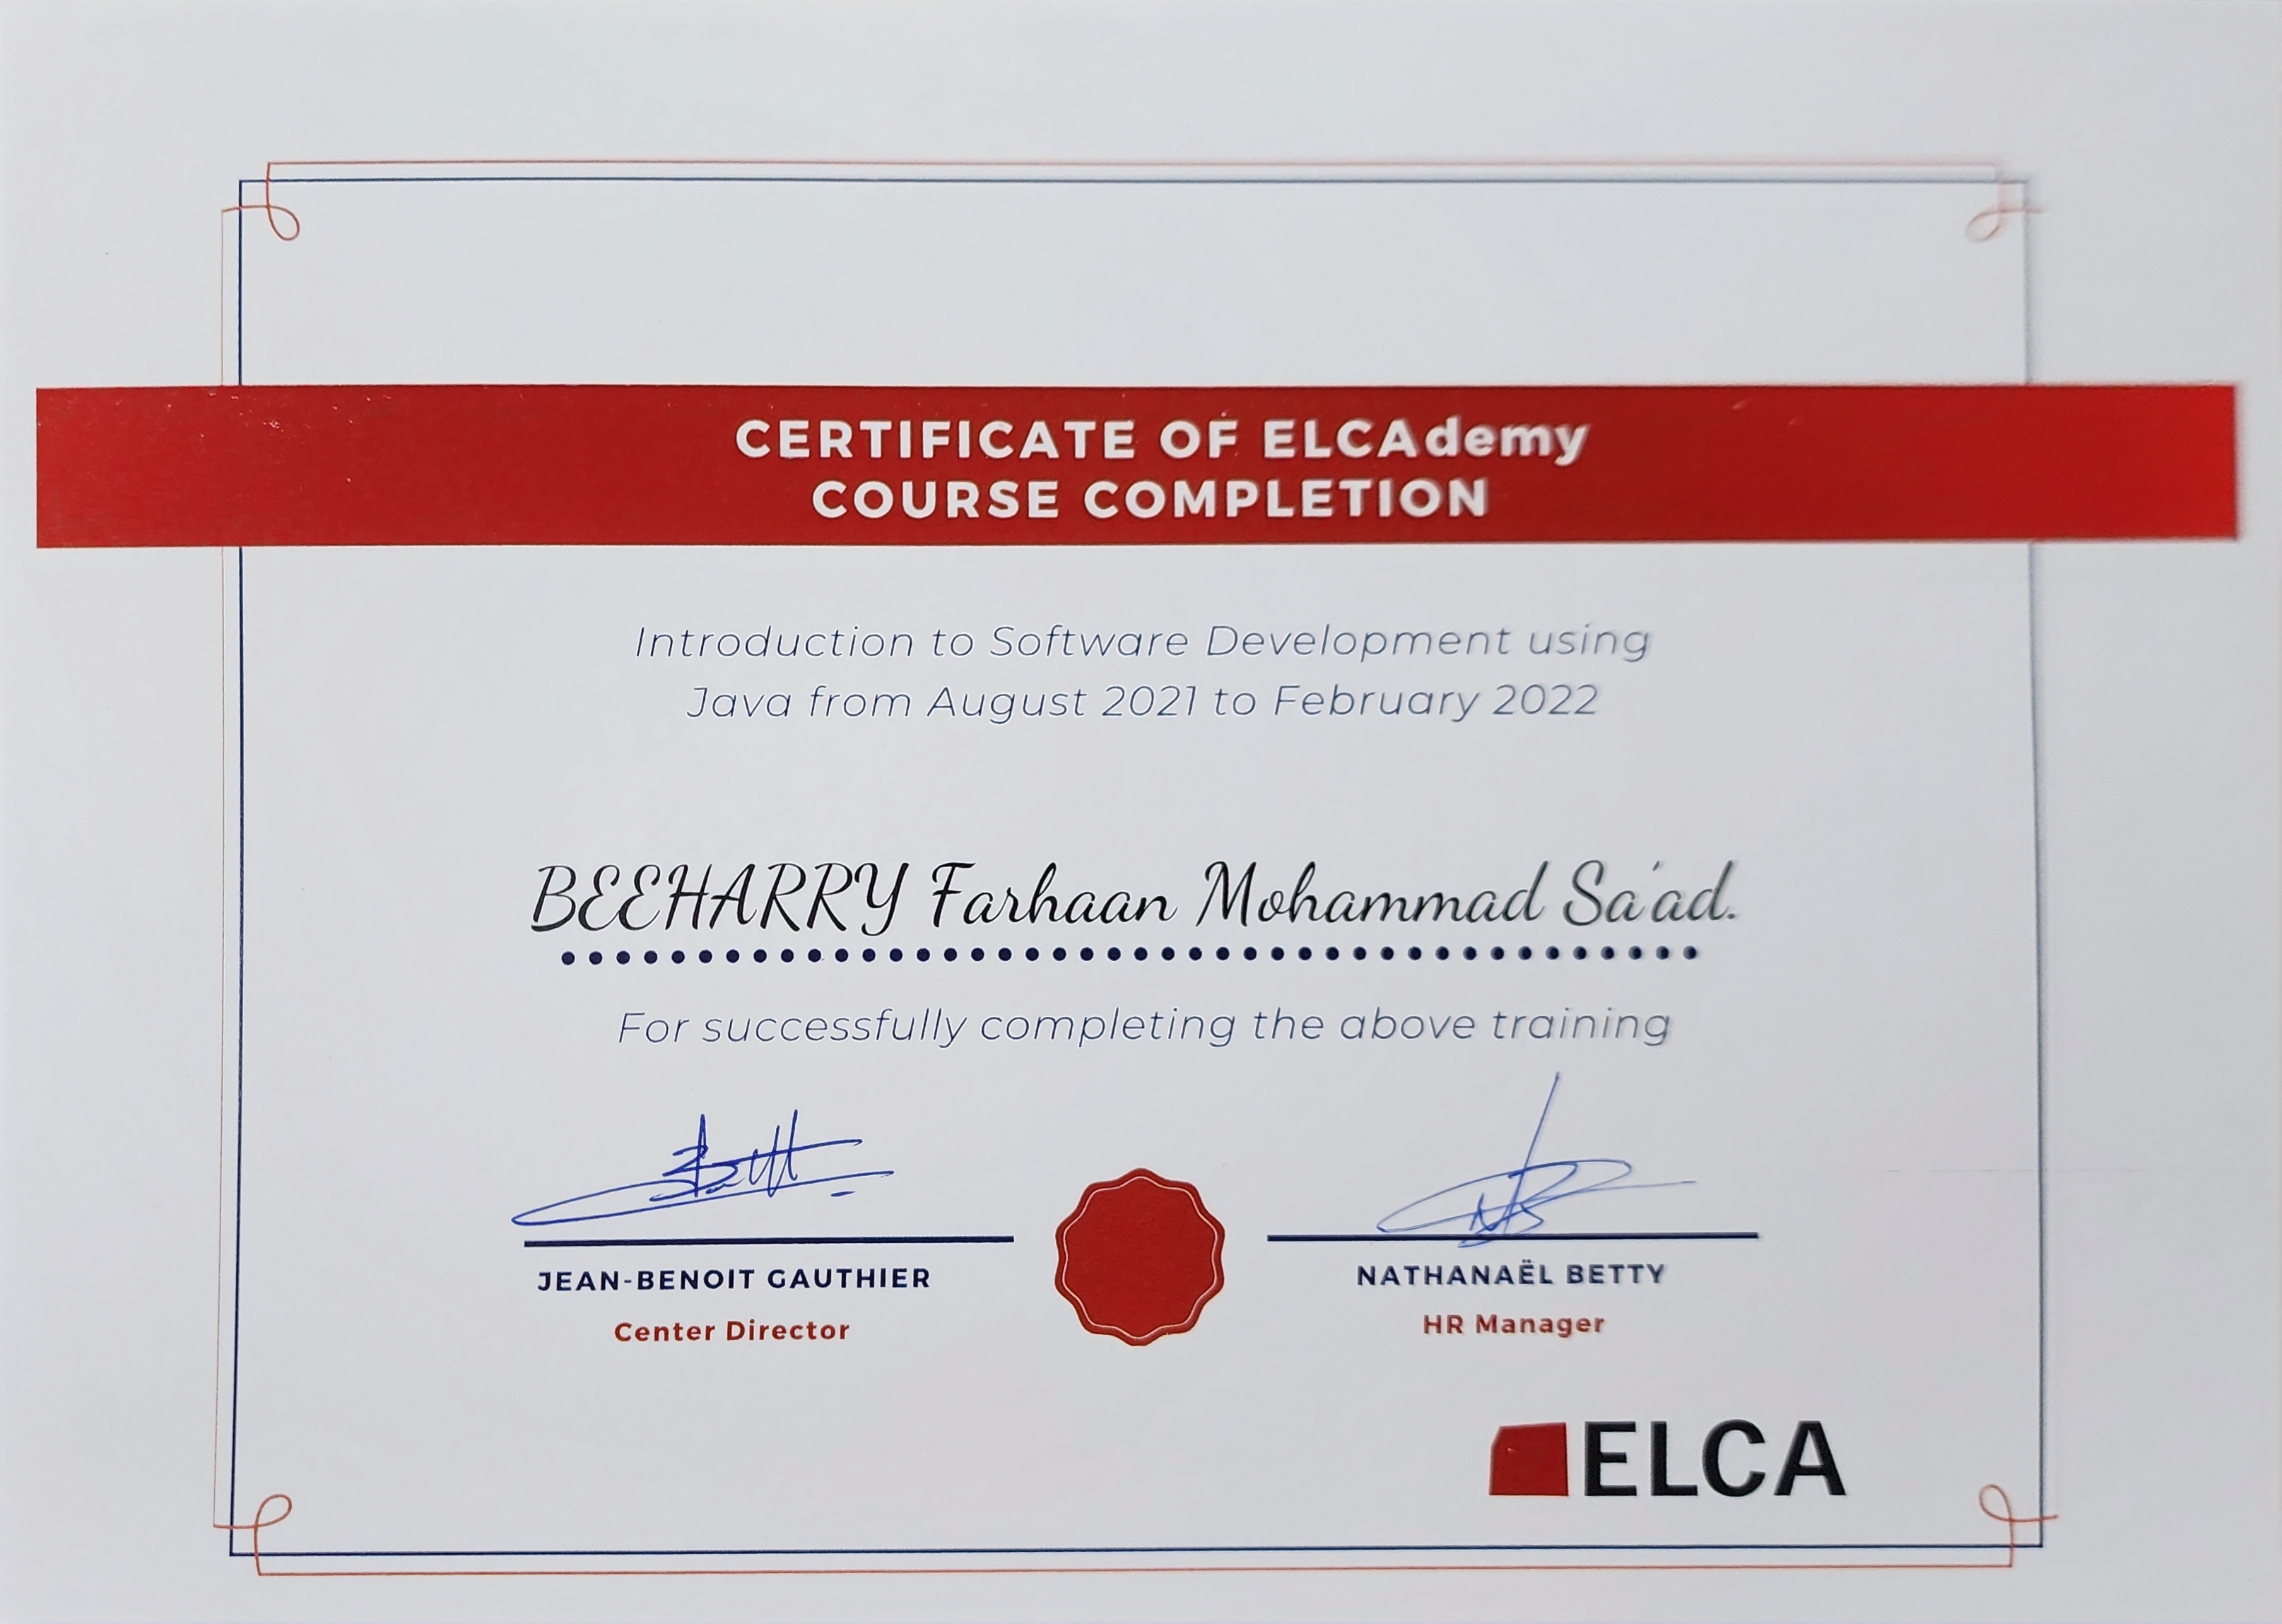 CERTIFICATE OF ELCAdemy
COURSE COMPLETION
Introduction to Software Development using
Java from August 2021 to February 2022
BEEHARRY Farhaan Mohammad Sa'ad.
For successfully completing the above training
JEAN-BENOIT GAUTHIER
Center Director
NATHANAËL BETTY
HR Manager
ELCA